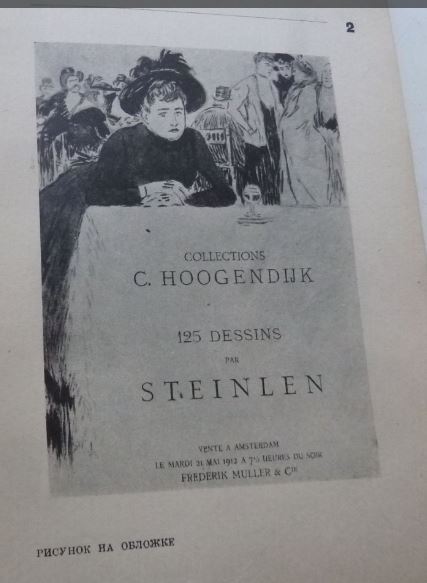 2
COLLECTIONS
C. HOOGENDIJK
125 DESSINS
PAR
STEINLEN
VENTE A AMSTERDAM
LE MARDI 21 MAI 1912 A 7½ HEURES DU SOIR
FREDERIK MULLER & Cie
РИСУНОК НА ОБЛОЖКЕ